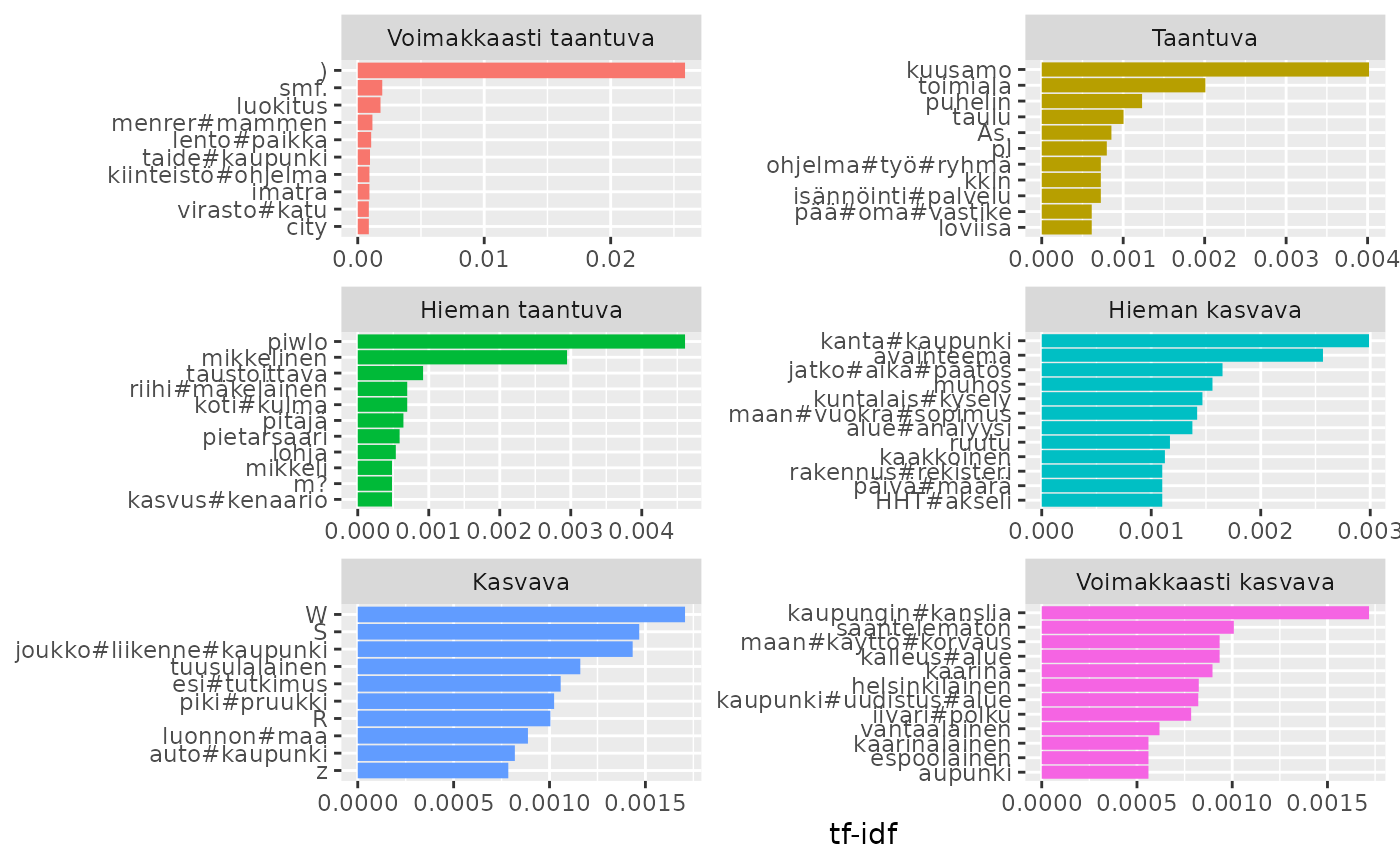 Voimakkaasti taantuva
)
smf.
luokitus
menrer#mammen
lento#paikka
taide#kaupunki
kiinteistö#ohjelma
imatra
virasto#katu
city
0.00 0.01 0.02
Taantuva
kuusamo
toimiala
puhelin
taulu
As,
pl
ohjelma#työ#ryhmä
kkln
isännöinti#palvelu
pää#oma#vastike
loviisa
0.000 0.001 0.002 0.003 0.004
Hieman taantuva
piwlo
mikkelinen
taustoittava
riihi#mäkeläinen
koti#kulma
pitäjä
pietarsaari
lohja
mikkeli
m?
kasvus#kenaario
0.000 0.001 0.002 0.003 0.004
Hieman kasvava
kanta#kaupunki
avainteema
jatko#aika#päätös
muhos
kuntalais#kysely
maan#vuokra#sopimus
alue#analyysi
ruutu
kaakkoinen
rakennus#rekisteri
päivä#määrä
HHT#akseli
0.000 0.001 0.002 0.003
Kasvava
W
S
joukko#liikenne#kaupunki
tuusulalainen
esi#tutkimus
piki#pruukki
R
luonnon#maa
auto#kaupunki
z
0.0000 0.0005 0.0010 0.0015
Voimakkaasti kasvava
kaupungin#kanslia
sääntelemätön
maan#käyttö#korvaus
kalleus#alue
kaarina
helsinkiläinen
kaupunki#uudistus#alue
iivari#polku
vantaalainen
kaarinalainen
espoolainen
aupunki
0.0000 0.0005 0.0010 0.0015
tf-idf